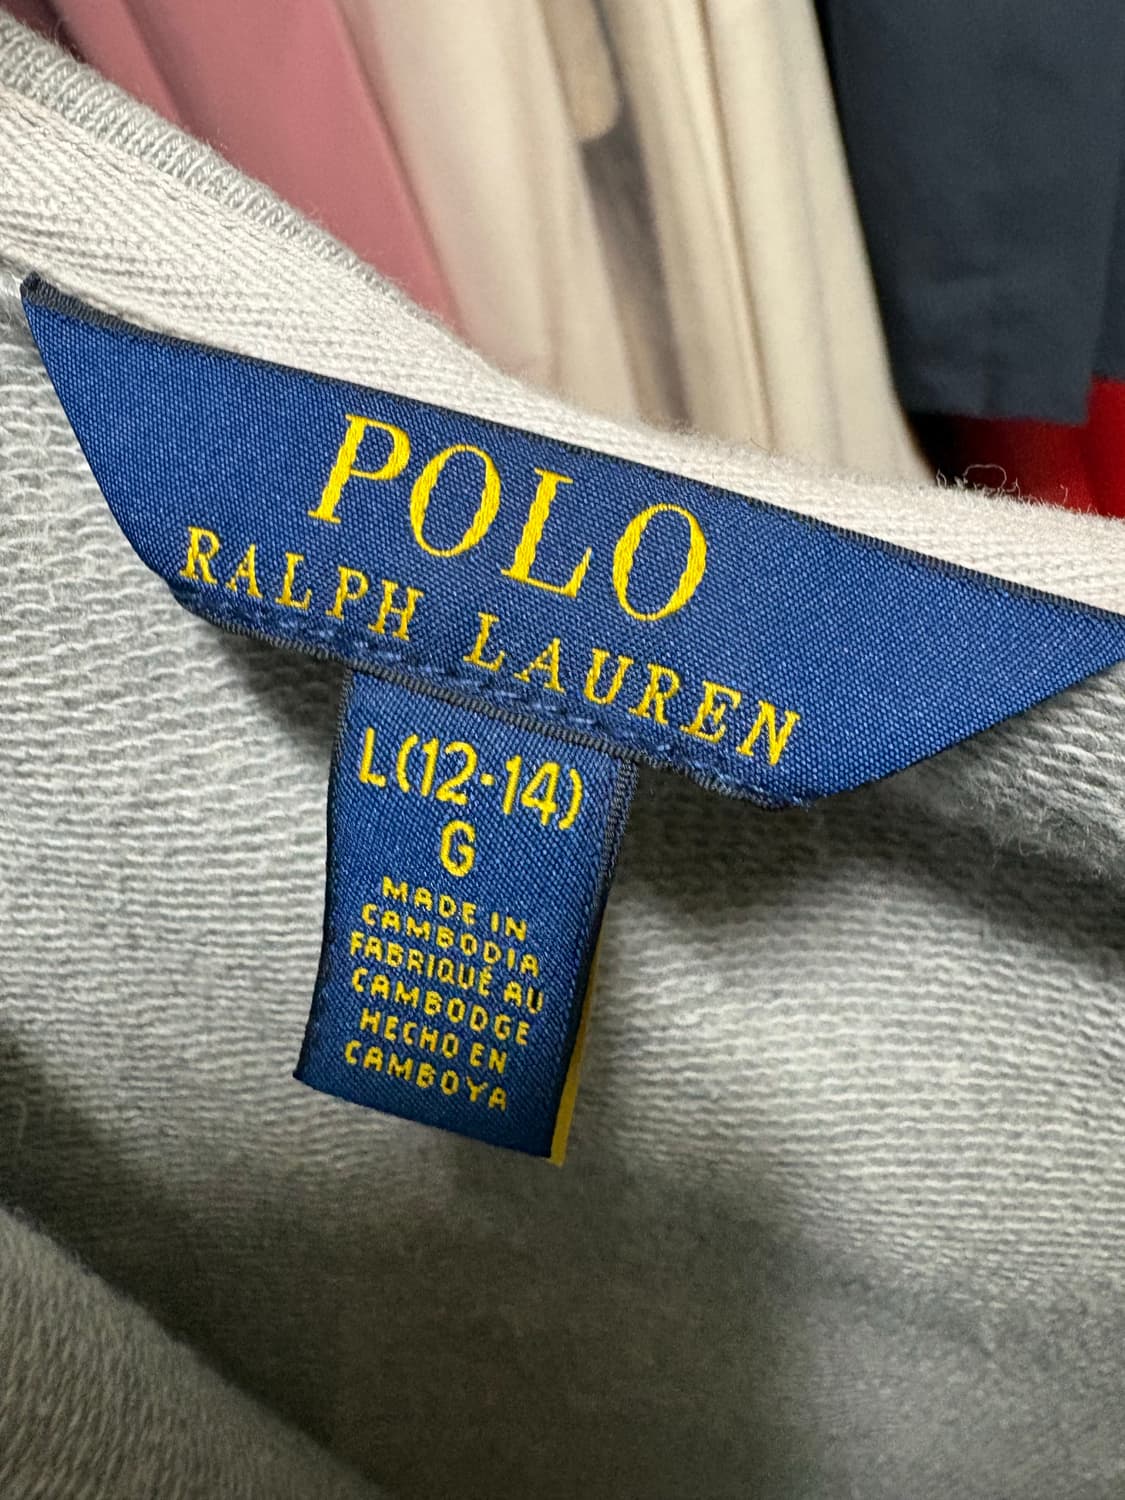 POLO
RALPH LAUREN
L(12-14)
G
MADE IN
CAMBODIA
FABRIQUÉ AU
CAMBODGE
HECHO EN
CAMBOYA